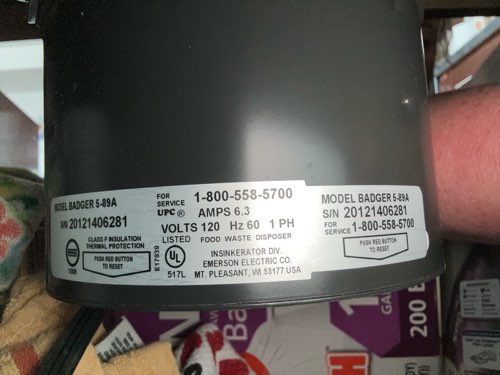 MODEL BADGER 5-89A
S/N 20121406281
CLASS F INSULATION
THERMAL PROTECTION
PUSH RED BUTTON
TO RESET
FOR
SERVICE
1-800-558-5700
UPC® AMPS 6.3
VOLTS 120 Hz 60 1 PH
LISTED FOOD WASTE DISPOSER
E17939
UL
517L
INSINKERATOR DIV.
EMERSON ELECTRIC CO.
MT. PLEASANT, WI 53177 USA
MODEL BADGER 5-89A
S/N 20121406281
FOR
SERVICE 1-800-558-5700
PUSH RED BUTTON
TO RESET
Ba
GAL
200